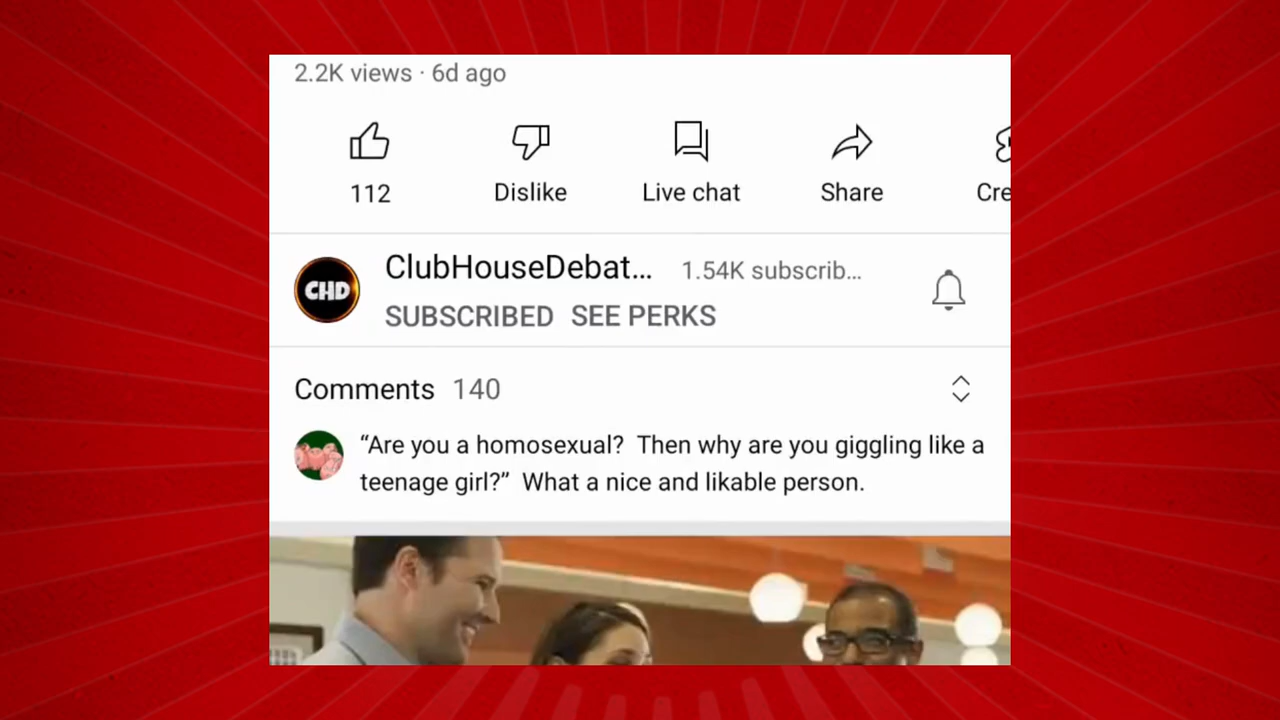 2.2K views · 6d ago
112
Dislike
Live chat
Share
Cre
ClubHouseDebat... 1.54K subscrib...
CHD
SUBSCRIBED SEE PERKS
Comments 140
“Are you a homosexual?  Then why are you giggling like a
teenage girl?”  What a nice and likable person.